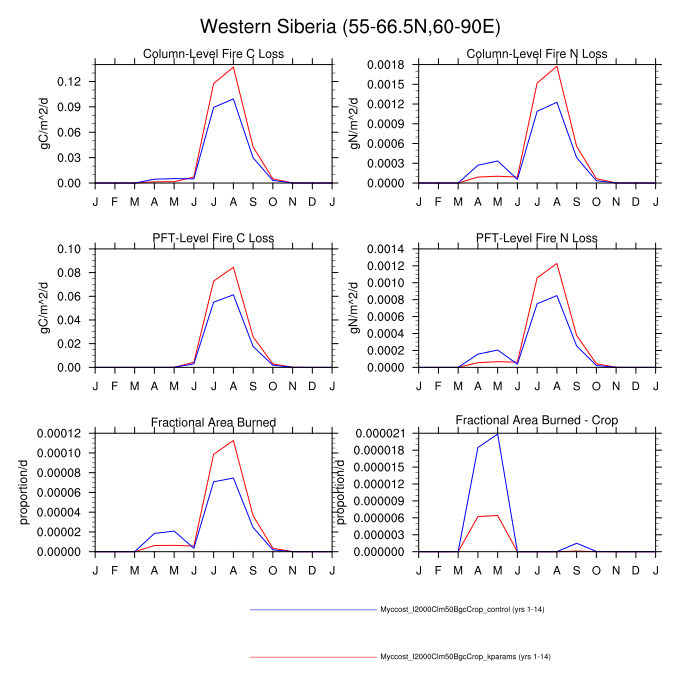 Western Siberia (55-66.5N,60-90E)
Column-Level Fire C Loss
gC/m^2/d
0.12
0.09
0.06
0.03
0.00
J F M A M J J A S O N D J
Column-Level Fire N Loss
gN/m^2/d
0.0018
0.0015
0.0012
0.0009
0.0006
0.0003
0.0000
J F M A M J J A S O N D J
PFT-Level Fire C Loss
gC/m^2/d
0.10
0.08
0.06
0.04
0.02
0.00
J F M A M J J A S O N D J
PFT-Level Fire N Loss
gN/m^2/d
0.0014
0.0012
0.0010
0.0008
0.0006
0.0004
0.0002
0.0000
J F M A M J J A S O N D J
Fractional Area Burned
proportion/d
0.00012
0.00010
0.00008
0.00006
0.00004
0.00002
0.00000
J F M A M J J A S O N D J
Fractional Area Burned - Crop
proportion/d
0.000021
0.000018
0.000015
0.000012
0.000009
0.000006
0.000003
0.000000
J F M A M J J A S O N D J
Myccost_I2000Clm50BgcCrop_control (yrs 1-14)
Myccost_I2000Clm50BgcCrop_kparams (yrs 1-14)